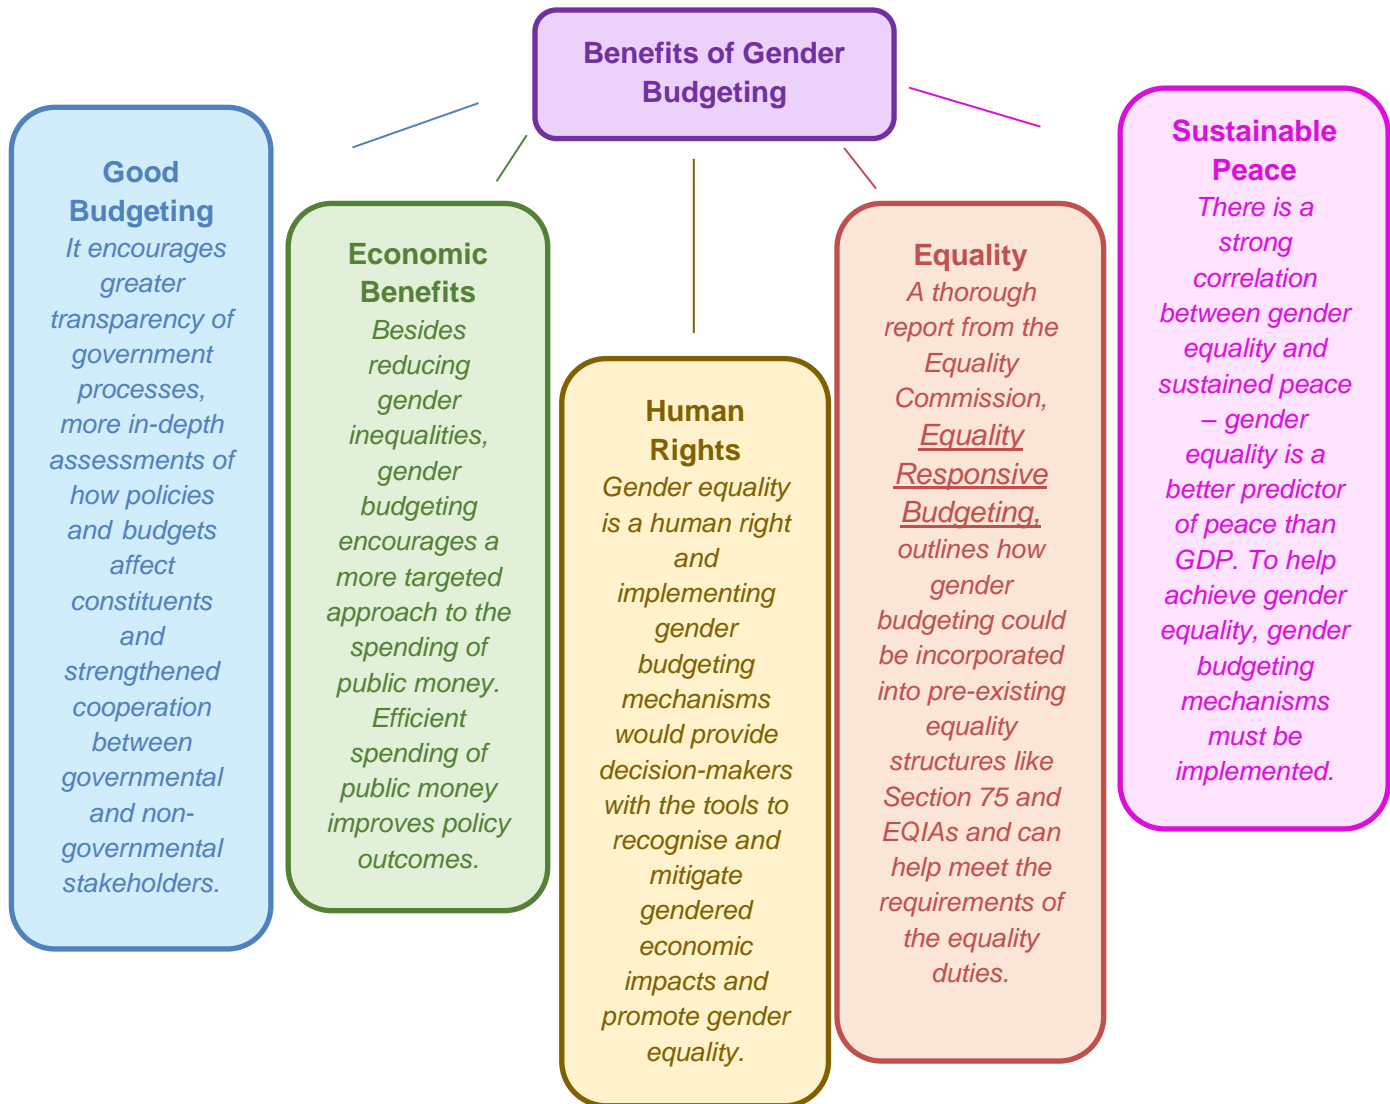 Benefits of Gender
Budgeting
Good
Budgeting
It encourages
greater
transparency of
government
processes,
more in-depth
assessments of
how policies
and budgets
affect
constituents
and
strengthened
cooperation
between
governmental
and non-
governmental
stakeholders.
Economic
Benefits
Besides
reducing
gender
inequalities,
gender
budgeting
encourages a
more targeted
approach to the
spending of
public money.
Efficient
spending of
public money
improves policy
outcomes.
Human
Rights
Gender equality
is a human right
and
implementing
gender
budgeting
mechanisms
would provide
decision-makers
with the tools to
recognise and
mitigate
gendered
economic
impacts and
promote gender
equality.
Equality
A thorough
report from the
Equality
Commission,
Equality
Responsive
Budgeting,
outlines how
gender
budgeting could
be incorporated
into pre-existing
equality
structures like
Section 75 and
EQIAs and can
help meet the
requirements of
the equality
duties.
Sustainable
Peace
There is a
strong
correlation
between gender
equality and
sustained peace
– gender
equality is a
better predictor
of peace than
GDP. To help
achieve gender
equality, gender
budgeting
mechanisms
must be
implemented.